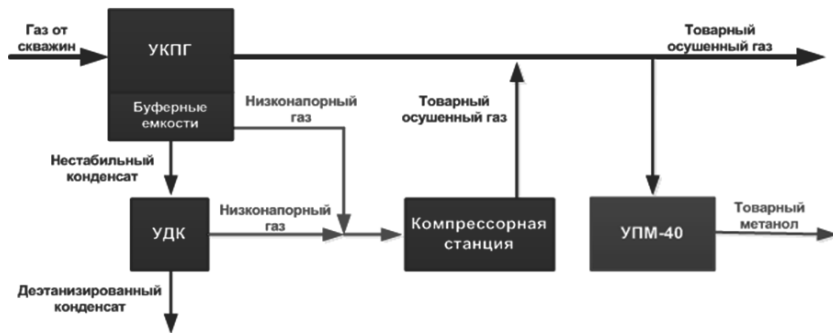 Газ от
скважин
УКПГ
Товарный
осушенный газ
Буферные
емкости
Низконапорный
газ
Товарный
осушенный газ
Нестабильный
конденсат
УДК
Низконапорный
газ
Компрессорная
станция
УПМ-40
Товарный
метанол
Деэтанизированный
конденсат